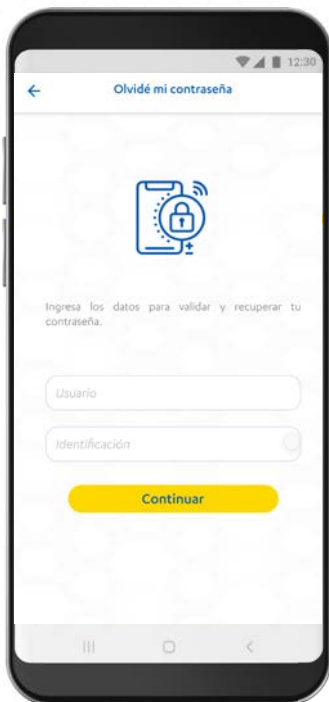 12:30
Olvidé mi contraseña
Ingresa los datos para validar y recuperar tu
contraseña.
Usuario
Identificación
Continuar